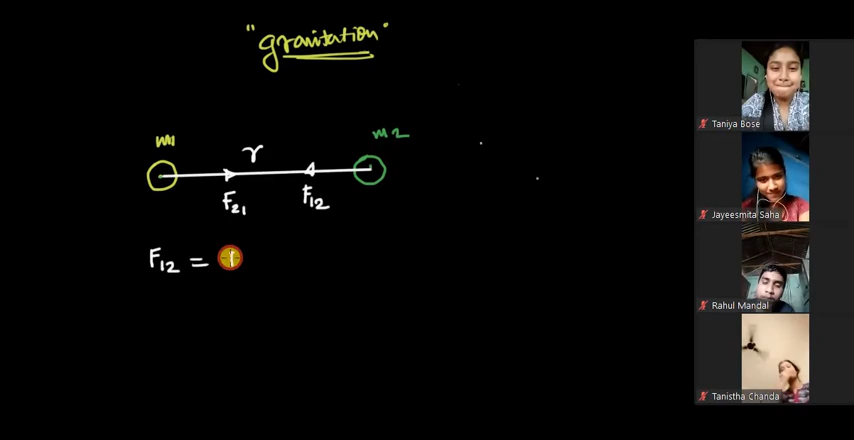 "gravitation"
m1
m2
r
F21
F12
F12 =
Taniya Bose
Jayeesmita Saha
Rahul Mandal
Tanistha Chanda